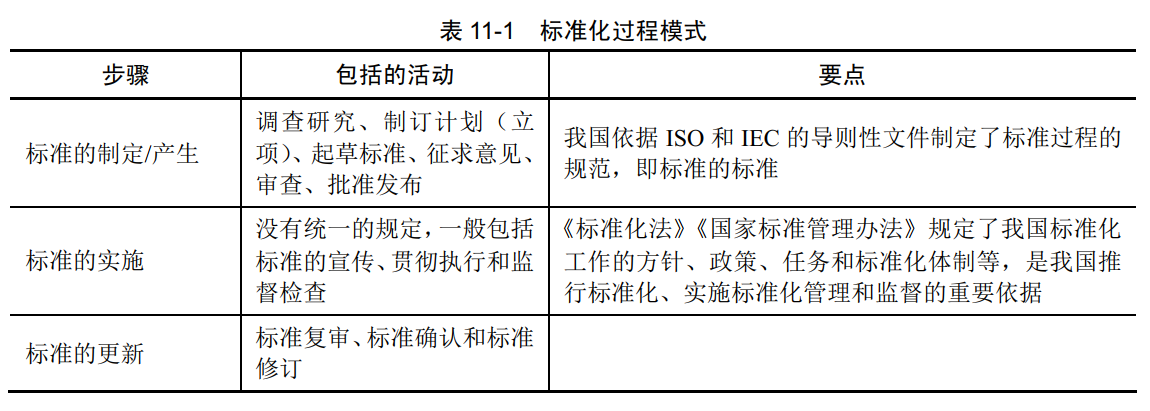 表 11-1 标准化过程模式
步骤
包括的活动
要点
标准的制定/产生
调查研究、制订计划（立
项）、起草标准、征求意见、
审查、批准发布
我国依据 ISO 和 IEC 的导则性文件制定了标准过程的
规范，即标准的标准
标准的实施
没有统一的规定，一般包括
标准的宣传、贯彻执行和监
督检查
《标准化法》《国家标准管理办法》规定了我国标准化
工作的方针、政策、任务和标准化体制等，是我国推
行标准化、实施标准化管理和监督的重要依据
标准的更新
标准复审、标准确认和标准
修订